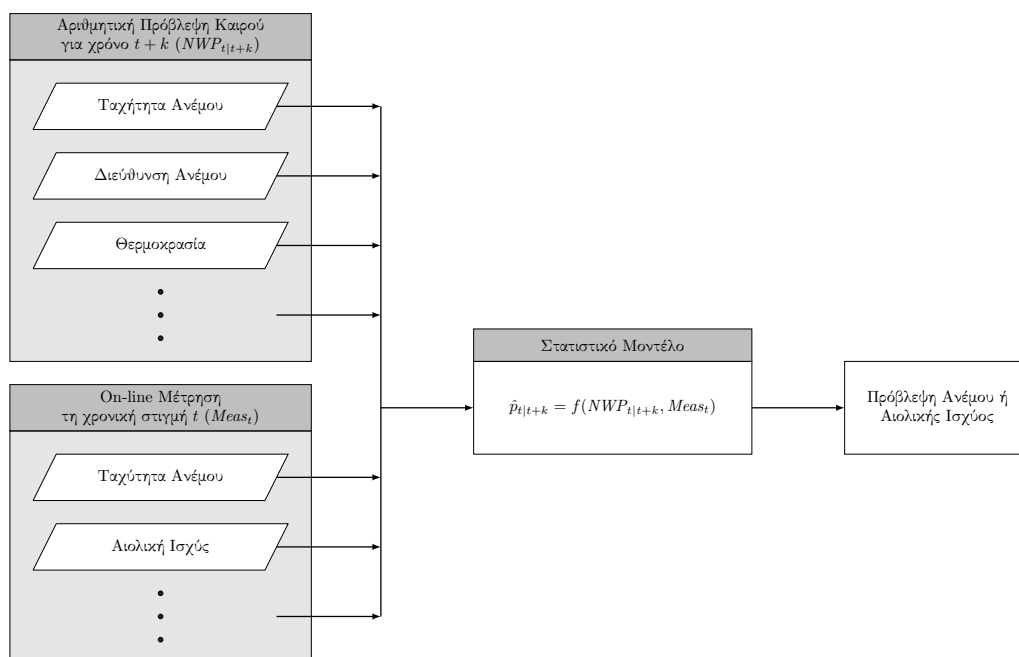 Αριθμητική Πρόβλεψη Καιρού
για χρόνο t + k (NWP_{t|t+k})
Ταχήτητα Ανέμου
Διεύθυνση Ανέμου
Θερμοκρασία
On-line Μέτρηση
τη χρονική στιγμή t (Meas_t)
Ταχύτητα Ανέμου
Αιολική Ισχύς
Στατιστικό Μοντέλο
p̂_{t|t+k} = f(NWP_{t|t+k}, Meas_t)
Πρόβλεψη Ανέμου ή
Αιολικής Ισχύος